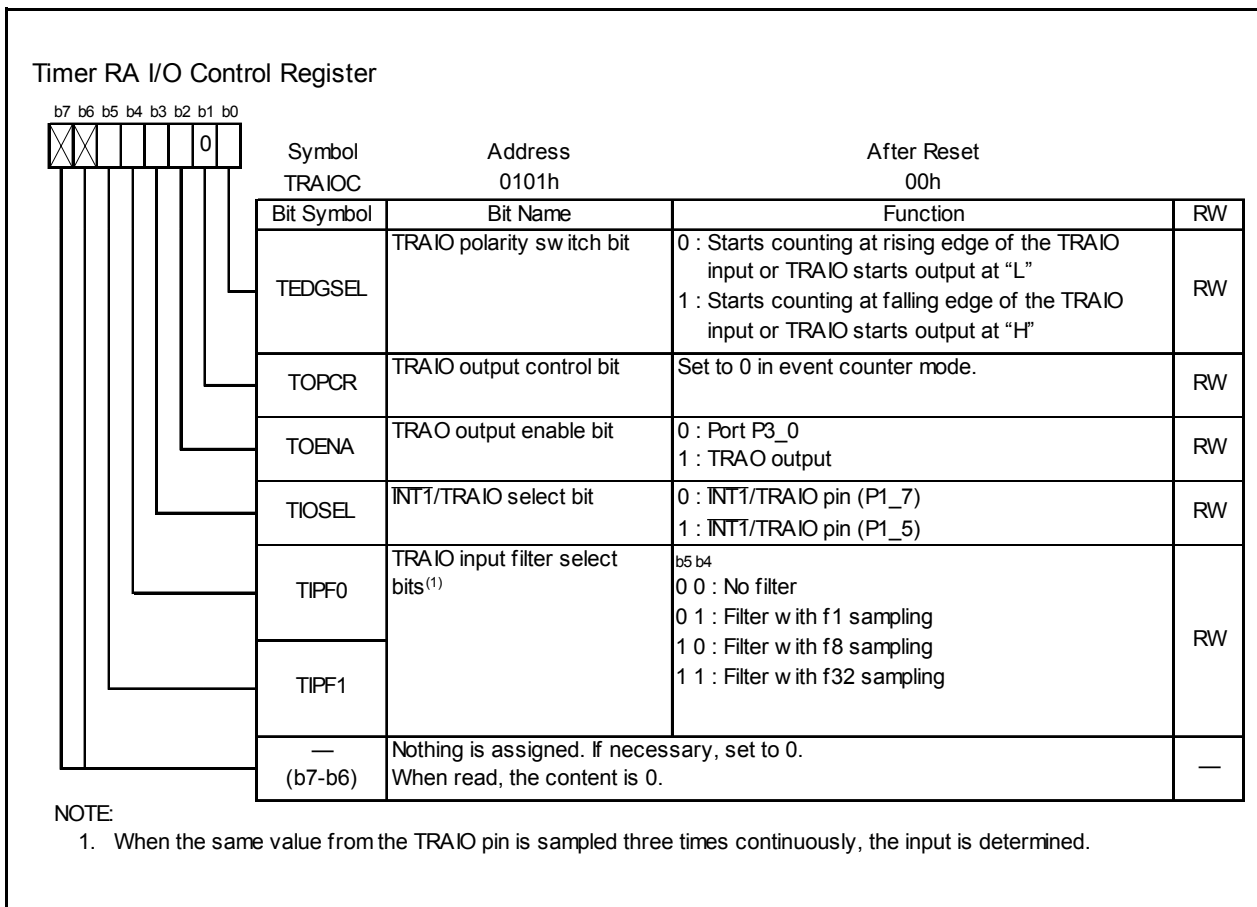 Timer RA I/O Control Register
b7 b6 b5 b4 b3 b2 b1 b0
0
Symbol Address After Reset
TRAIOC 0101h 00h
Bit Symbol Bit Name Function RW
TEDGSEL TRAIO polarity switch bit 0 : Starts counting at rising edge of the TRAIO
input or TRAIO starts output at “L”
1 : Starts counting at falling edge of the TRAIO
input or TRAIO starts output at “H”
RW
TOPCR TRAIO output control bit Set to 0 in event counter mode. RW
TOENA TRAO output enable bit 0 : Port P3_0
1 : TRAO output
RW
TIOSEL INT1/TRAIO select bit 0 : INT1/TRAIO pin (P1_7)
1 : INT1/TRAIO pin (P1_5)
RW
TIPF0 TRAIO input filter select
bits(1)
b5 b4
0 0 : No filter
0 1 : Filter with f1 sampling
1 0 : Filter with f8 sampling
1 1 : Filter with f32 sampling
RW
TIPF1
—
(b7-b6)
Nothing is assigned. If necessary, set to 0.
When read, the content is 0.
—
NOTE:
1. When the same value from the TRAIO pin is sampled three times continuously, the input is determined.